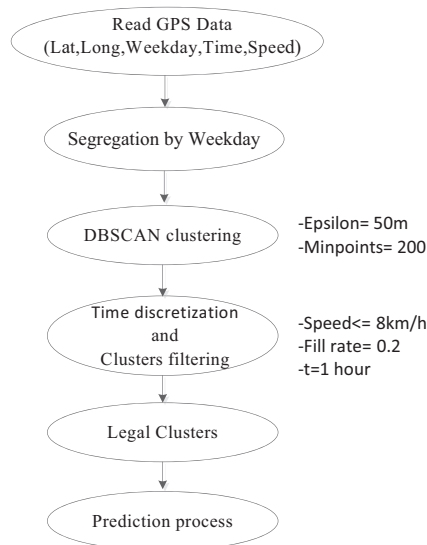 Read GPS Data
(Lat,Long,Weekday,Time,Speed)
Segregation by Weekday
DBSCAN clustering
-Epsilon= 50m
-Minpoints= 200
Time discretization
and
Clusters filtering
-Speed<= 8km/h
-Fill rate= 0.2
-t=1 hour
Legal Clusters
Prediction process